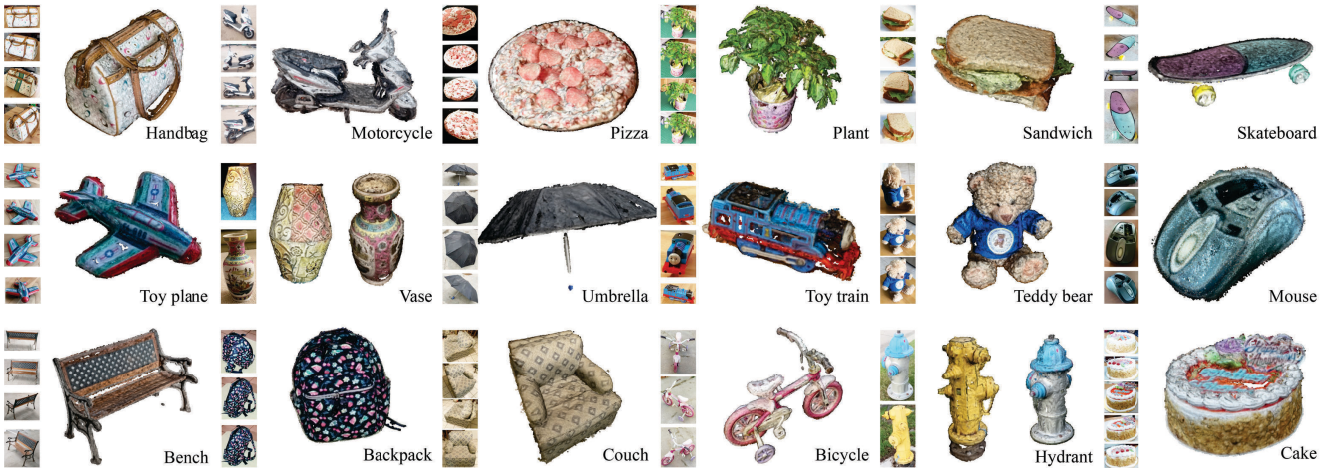 Handbag
Motorcycle
Pizza
Plant
Sandwich
Skateboard
Toy plane
Vase
Umbrella
Toy train
Teddy bear
Mouse
Bench
Backpack
Couch
Bicycle
Hydrant
Cake